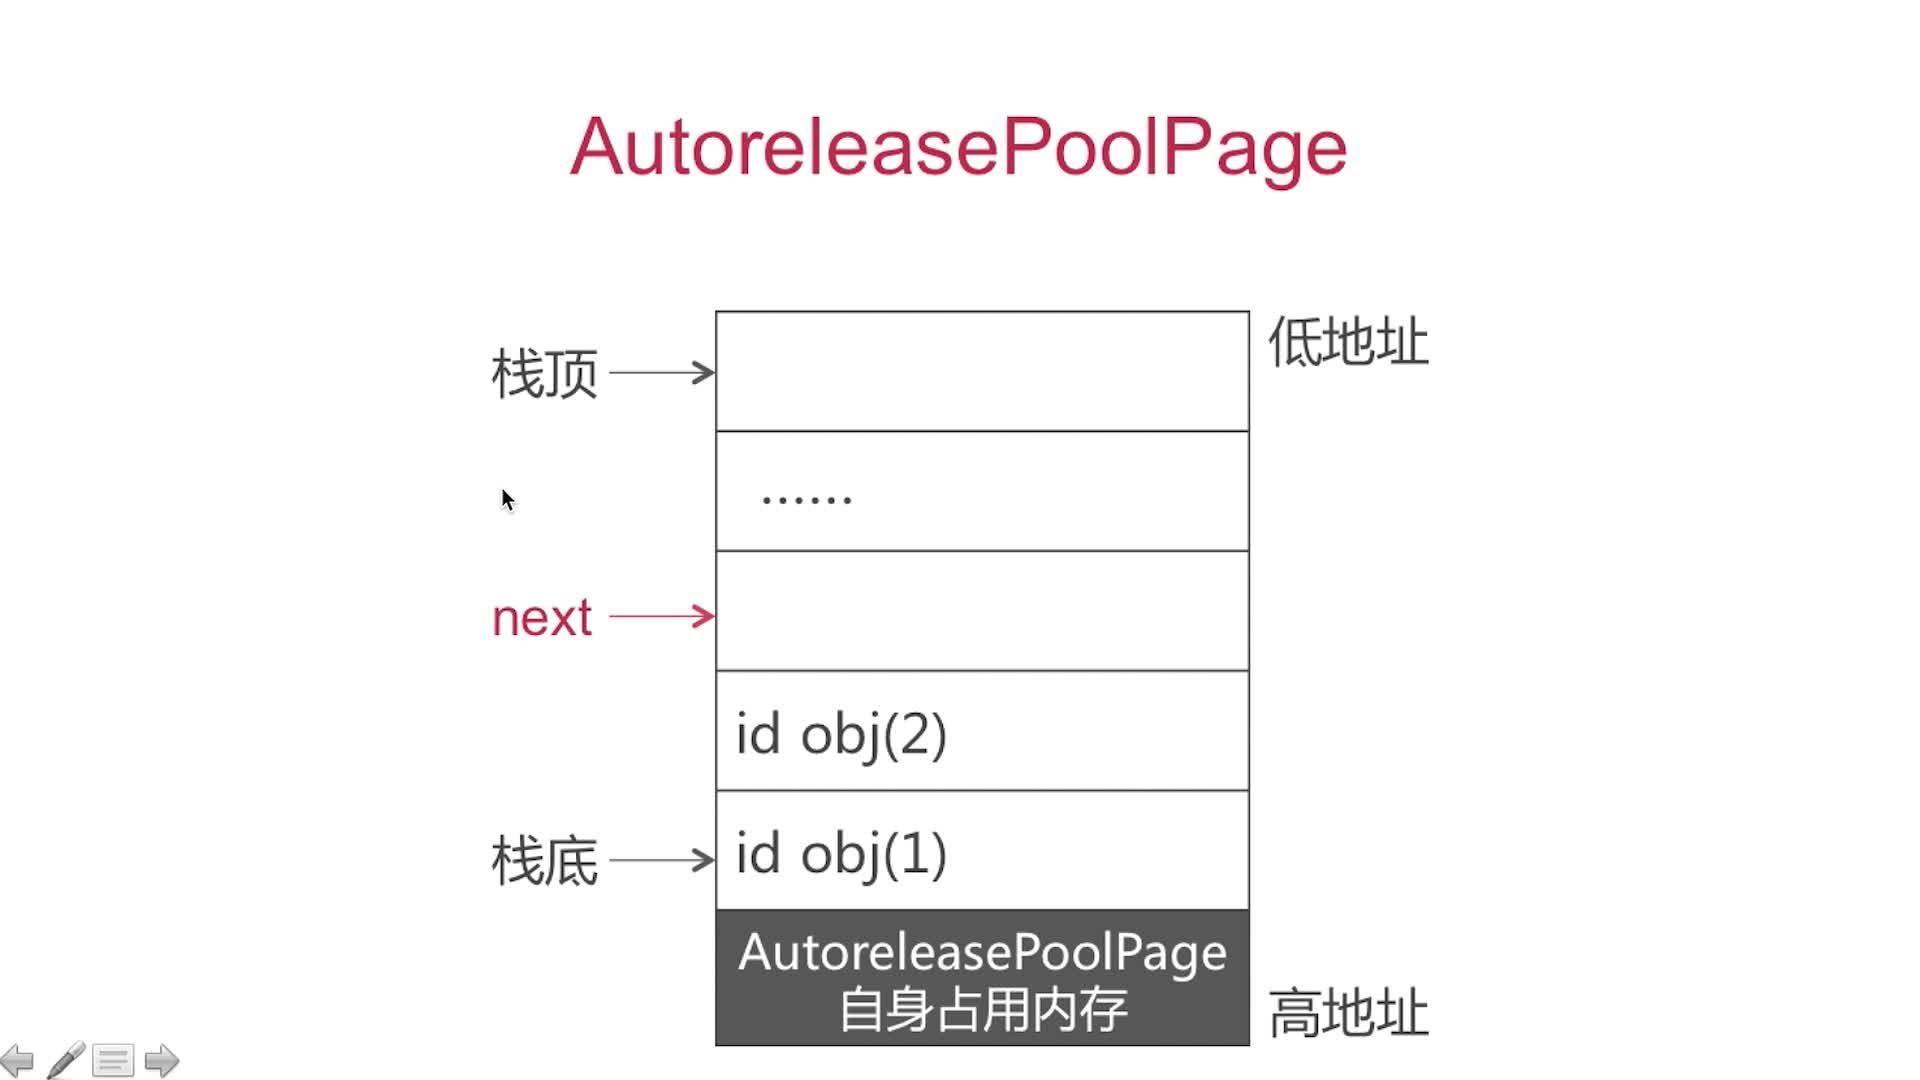 AutoreleasePoolPage
栈顶
低地址
......
next
id obj(2)
栈底
id obj(1)
AutoreleasePoolPage
自身占用内存
高地址